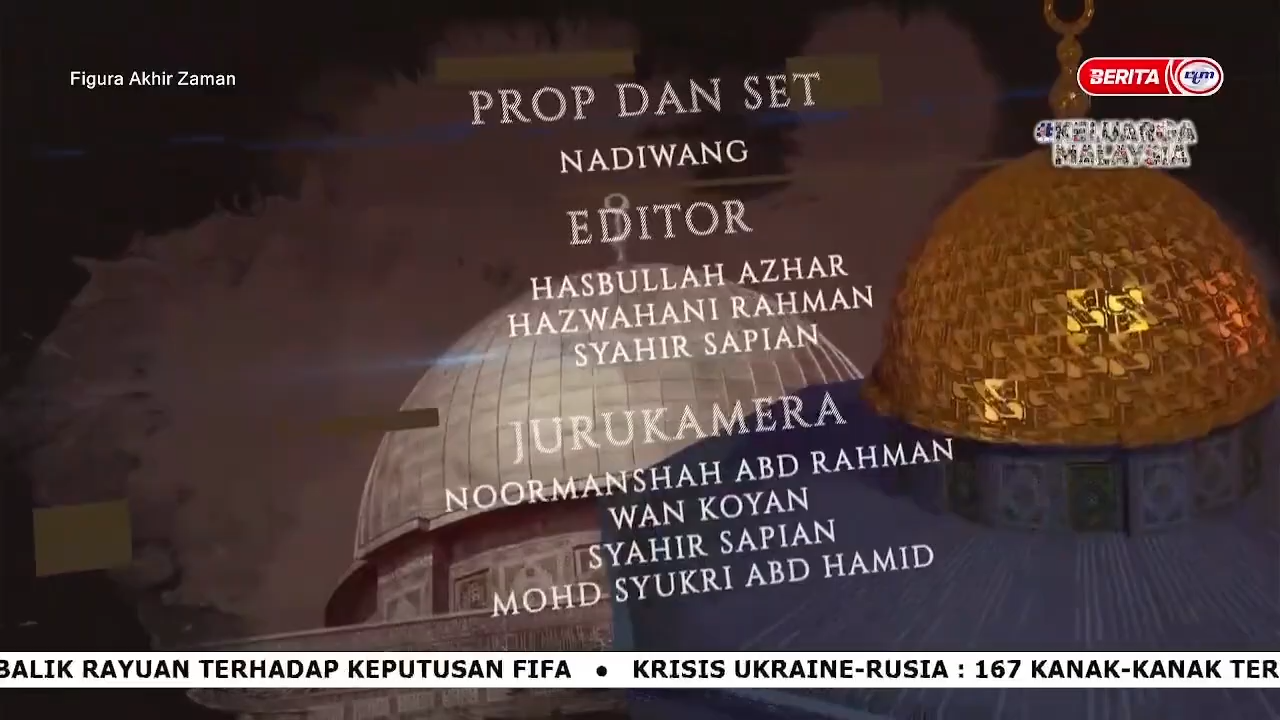 Figura Akhir Zaman
BERITA rtm
#KELUARGA
MALAYSIA
PROP DAN SET
NADIWANG
EDITOR
HASBULLAH AZHAR
HAZWAHANI RAHMAN
SYAHIR SAPIAN
JURUKAMERA
NOORMANSHAH ABD RAHMAN
WAN KOYAN
SYAHIR SAPIAN
MOHD SYUKRI ABD HAMID
BALIK RAYUAN TERHADAP KEPUTUSAN FIFA • KRISIS UKRAINE-RUSIA : 167 KANAK-KANAK TER